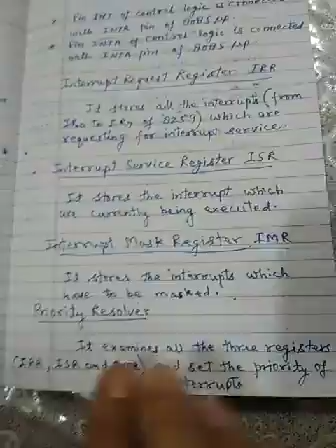 • Pin INT of control logic is connected
with INTR pin of 8085 μp.
• Pin INTA of control logic is connected
with INTA pin of 8085 μp.
Interrupt Request Register IRR
It stores all the interrupts (from
IR0 to IR7 of 8259) which are
requesting for interrupt service.
• Interrupt Service Register ISR
It stores the interrupt which
are currently being executed.
Interrupt Mask Register IMR
It stores the interrupts which
have to be masked.
Priority Resolver
It examines all the three registers
(IRR, ISR and set the priority of
interrupts